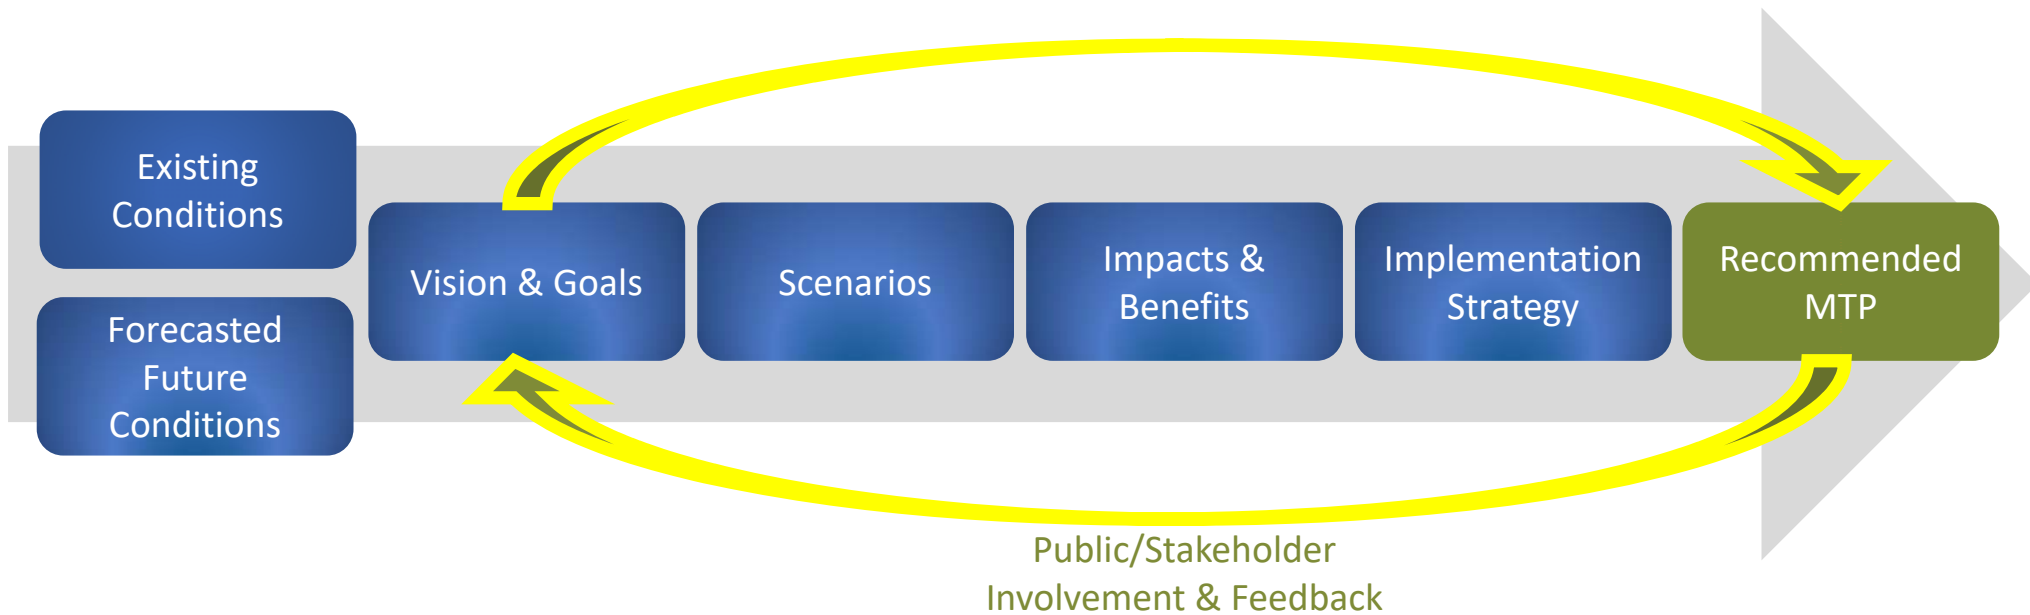 Existing
Conditions
Forecasted
Future
Conditions
Vision & Goals
Scenarios
Impacts &
Benefits
Implementation
Strategy
Recommended
MTP
Public/Stakeholder
Involvement & Feedback